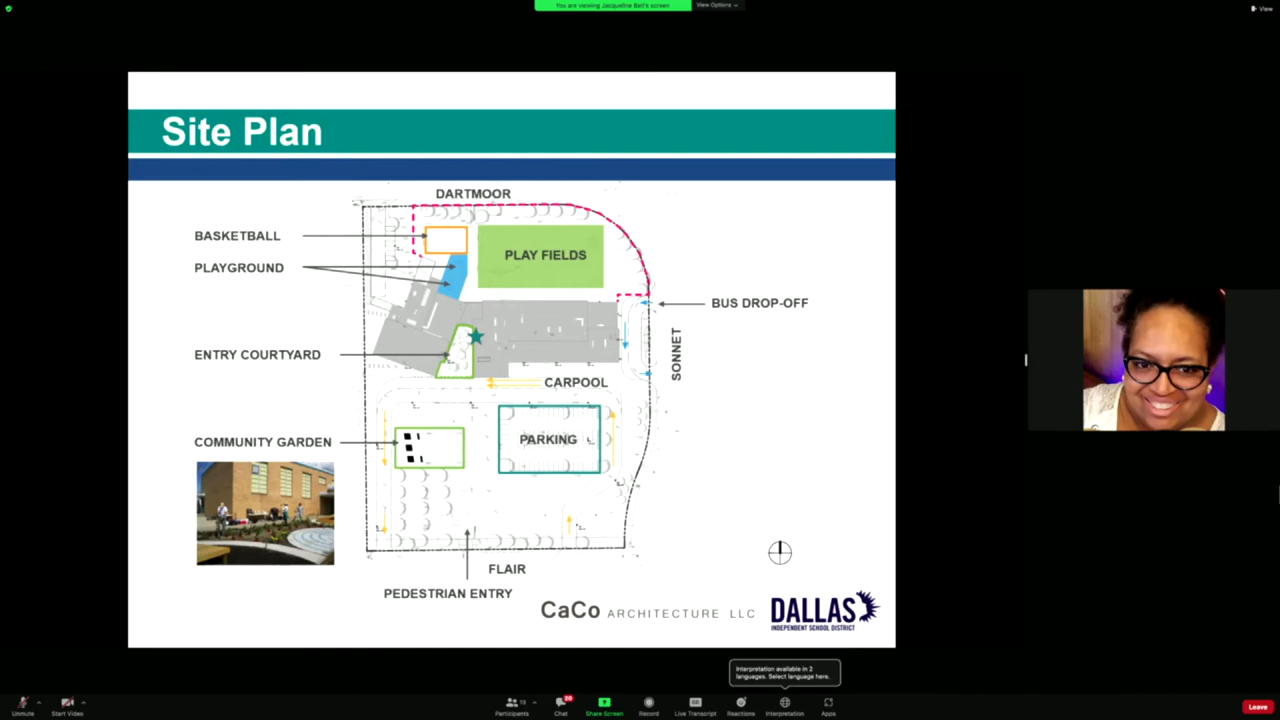 You are viewing Jacqueline Bell's screen
View Options
View
Site Plan
DARTMOOR
BASKETBALL
PLAY FIELDS
PLAYGROUND
BUS DROP-OFF
SONNET
ENTRY COURTYARD
CARPOOL
PARKING
COMMUNITY GARDEN
FLAIR
PEDESTRIAN ENTRY
CaCo ARCHITECTURE LLC
DALLAS
INDEPENDENT SCHOOL DISTRICT
Interpretation available in 2
languages. Select language here.
Unmute
Start Video
Participants
13
Chat
Share Screen
Record
Live Transcript
Reactions
Interpretation
Apps
Leave